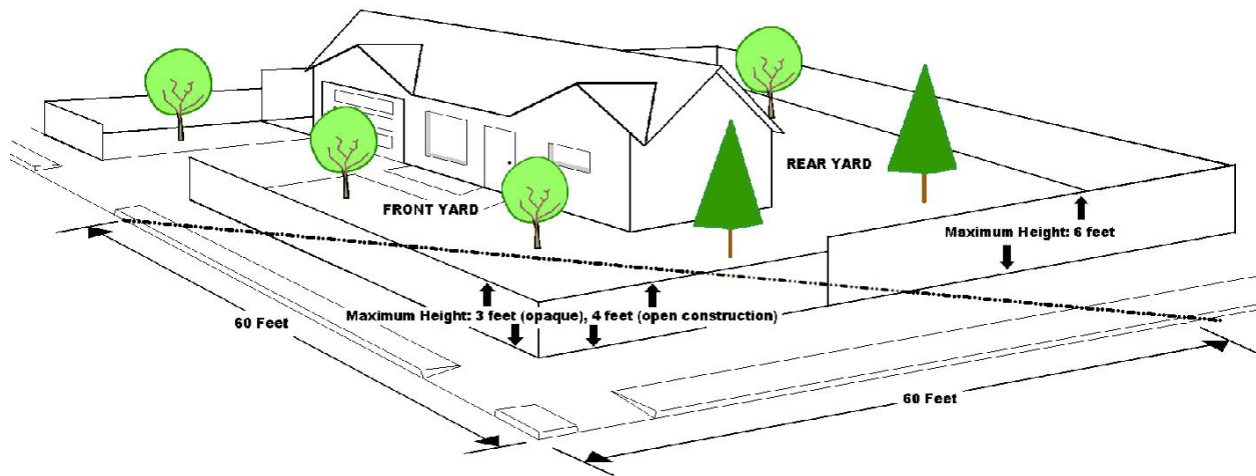 REAR YARD
FRONT YARD
Maximum Height: 6 feet
Maximum Height: 3 feet (opaque), 4 feet (open construction)
60 Feet
60 Feet